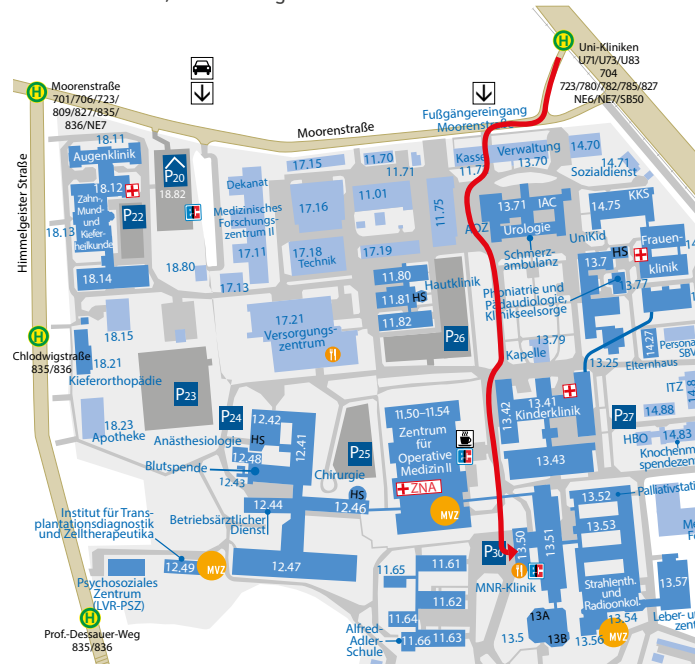 H
Uni-Kliniken
U71/U73/U83
704
723/780/782/785/827
NE6/NE7/SB50
H
Moorenstraße
701/706/723/
809/827/835/
836/NE7
Fußgängereingang
Moorenstraße
Moorenstraße
Himmelgeister Straße
18.11
Augenklinik
18.12
Zahn-,
Mund-
und
Kiefer-
heilkunde
18.13
18.14
P22
P20
18.82
18.80
17.15
11.70
11.71
Kasse
Verwaltung
13.70
14.70
14.71
Sozialdienst
Dekanat
Medizinisches
Forschungs-
zentrum II
17.11
17.13
17.16
11.01
11.75
17.18
Technik
17.19
AOZ
13.71
IAC
Urologie
Schmerz-
ambulanz
14.75
KKS
UniKid
13.7
HS
Frauen-
klinik
13.77
Phoniatrie und
Pädaudiologie,
Klinikseelsorge
11.80
11.81
HS
11.82
Hautklinik
17.21
Versorgungs-
zentrum
P26
13.79
Kapelle
13.25
14.27
Elternhaus
Persona
SBV
H
Chlodwigstraße
835/836
18.15
18.21
Kieferorthopädie
18.23
Apotheke
P23
P24
12.42
12.41
Anästhesiologie
HS
12.48
Blutspende
12.43
12.44
Betriebsärztlicher
Dienst
Chirurgie
P25
HS
12.46
12.47
11.50–11.54
Zentrum
für
Operative
Medizin II
ZNA
MVZ
13.42
13.41
Kinderklinik
13.43
P27
ITZ
14.88
HBO
14.83
Knochenm
spendezen
13.52
Palliativstati
13.53
Strahlenth.
und
Radioonkol.
13.54
13.56
MVZ
13.57
Leber- u
zent
Institut für Trans-
plantationsdiagnostik
und Zelltherapeutika
12.49
MVZ
Psychosoziales
Zentrum
(LVR-PSZ)
H
Prof.-Dessauer-Weg
835/836
11.65
11.61
11.62
11.64
11.66
11.63
Alfred-
Adler-
Schule
P30
13.50
13.51
MNR-Klinik
13A
13B
13.5